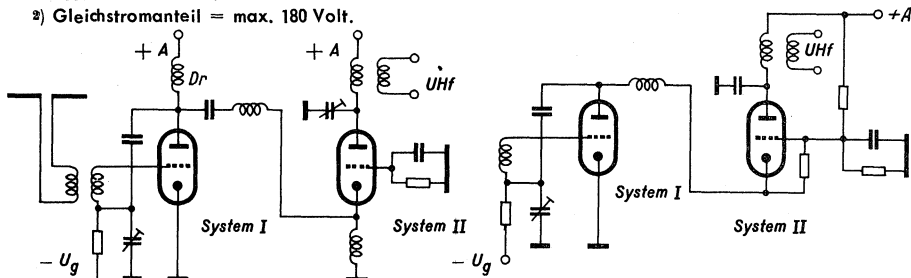 2) Gleichstromanteil = max. 180 Volt.
+ A
Dr
+ A
UHf
System I
System II
− Ug
+A
UHf
System I
System II
− Ug